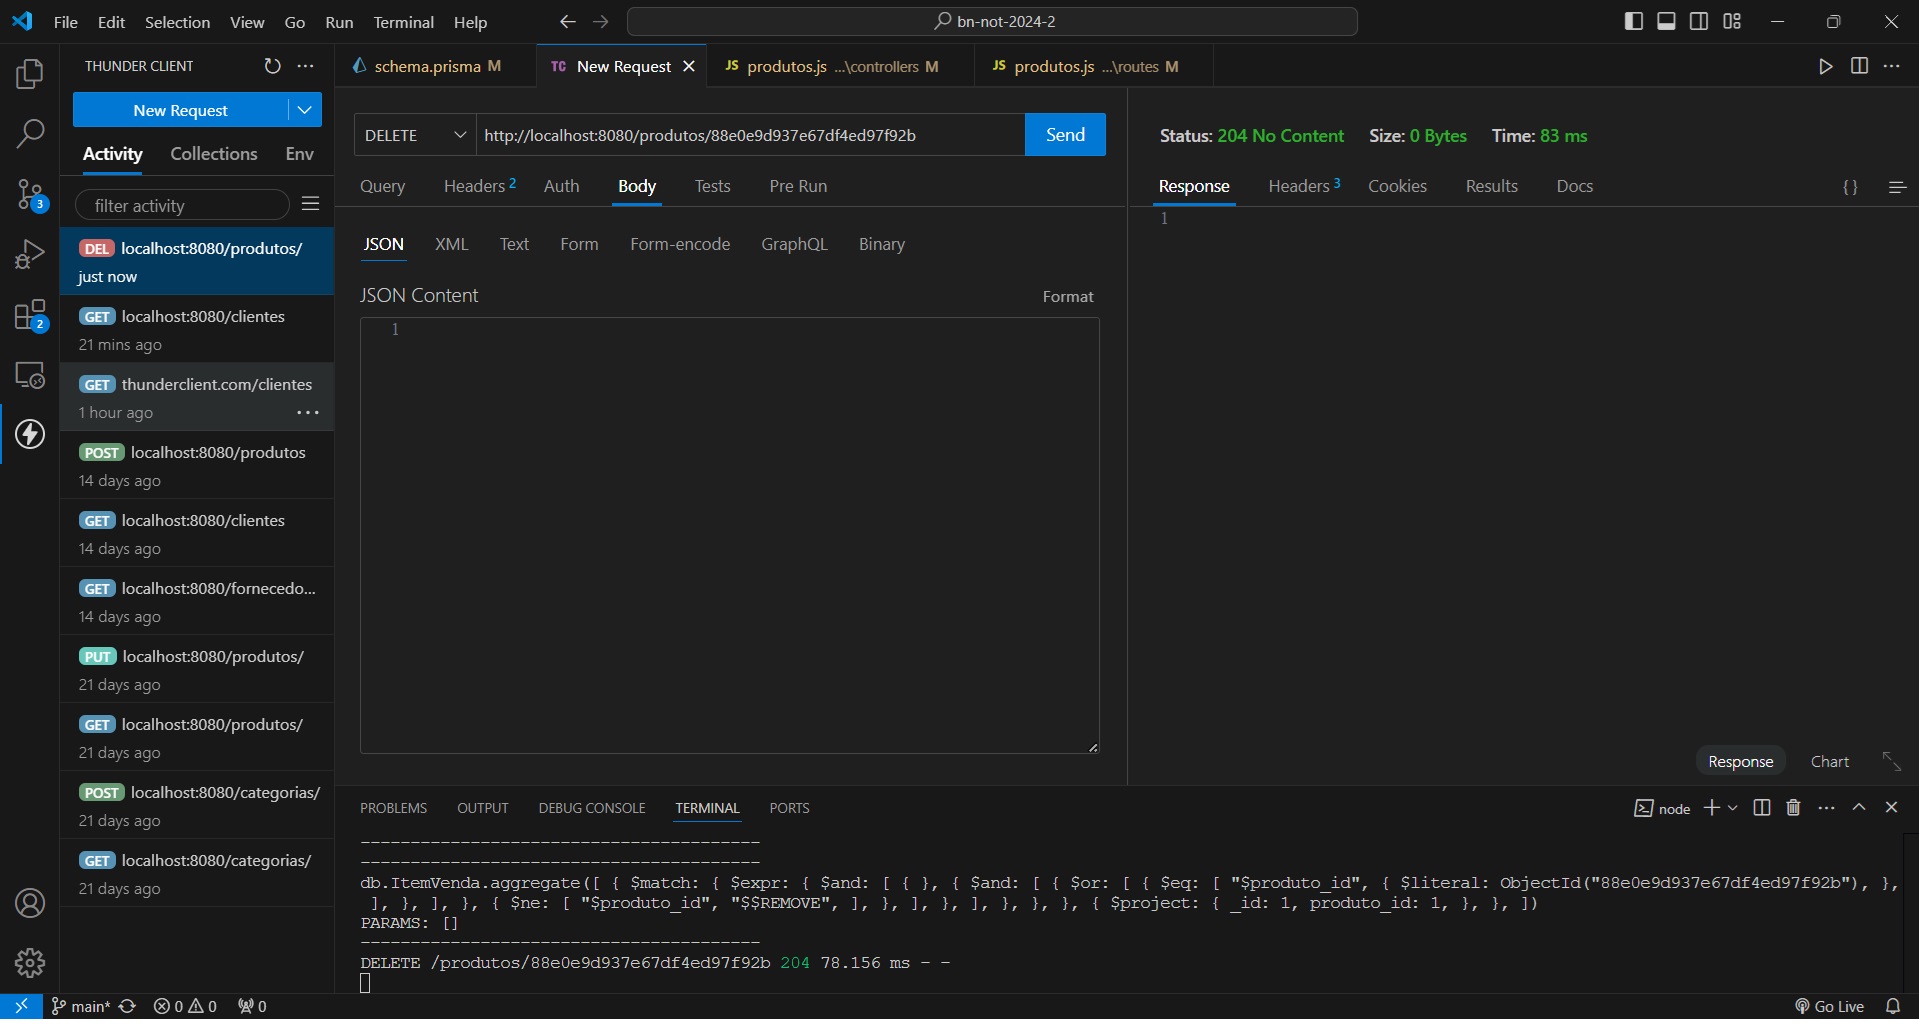 File Edit Selection View Go Run Terminal Help
bn-not-2024-2
THUNDER CLIENT
New Request
Activity Collections Env
filter activity
DEL localhost:8080/produtos/
just now
GET localhost:8080/clientes
21 mins ago
GET thunderclient.com/clientes
1 hour ago
POST localhost:8080/produtos
14 days ago
GET localhost:8080/clientes
14 days ago
GET localhost:8080/fornecedo...
14 days ago
PUT localhost:8080/produtos/
21 days ago
GET localhost:8080/produtos/
21 days ago
POST localhost:8080/categorias/
21 days ago
GET localhost:8080/categorias/
21 days ago
3
2
schema.prisma M
TC New Request
JS produtos.js ...\controllers M
JS produtos.js ...\routes M
DELETE http://localhost:8080/produtos/88e0e9d937e67df4ed97f92b Send
Query Headers 2 Auth Body Tests Pre Run
JSON XML Text Form Form-encode GraphQL Binary
JSON Content Format
1
Status: 204 No Content Size: 0 Bytes Time: 83 ms
Response Headers 3 Cookies Results Docs {}
1
Response Chart
PROBLEMS OUTPUT DEBUG CONSOLE TERMINAL PORTS
node
----------------------------------------
----------------------------------------
db.ItemVenda.aggregate([ { $match: { $expr: { $and: [ { }, { $and: [ { $or: [ { $eq: [ "$produto_id", { $literal: ObjectId("88e0e9d937e67df4ed97f92b"), },
], }, ], }, { $ne: [ "$produto_id", "$$REMOVE", ], }, ], }, ], }, }, }, { $project: { _id: 1, produto_id: 1, }, }, ])
PARAMS: []
----------------------------------------
DELETE /produtos/88e0e9d937e67df4ed97f92b 204 78.156 ms - -
main* 0 0 0
Go Live